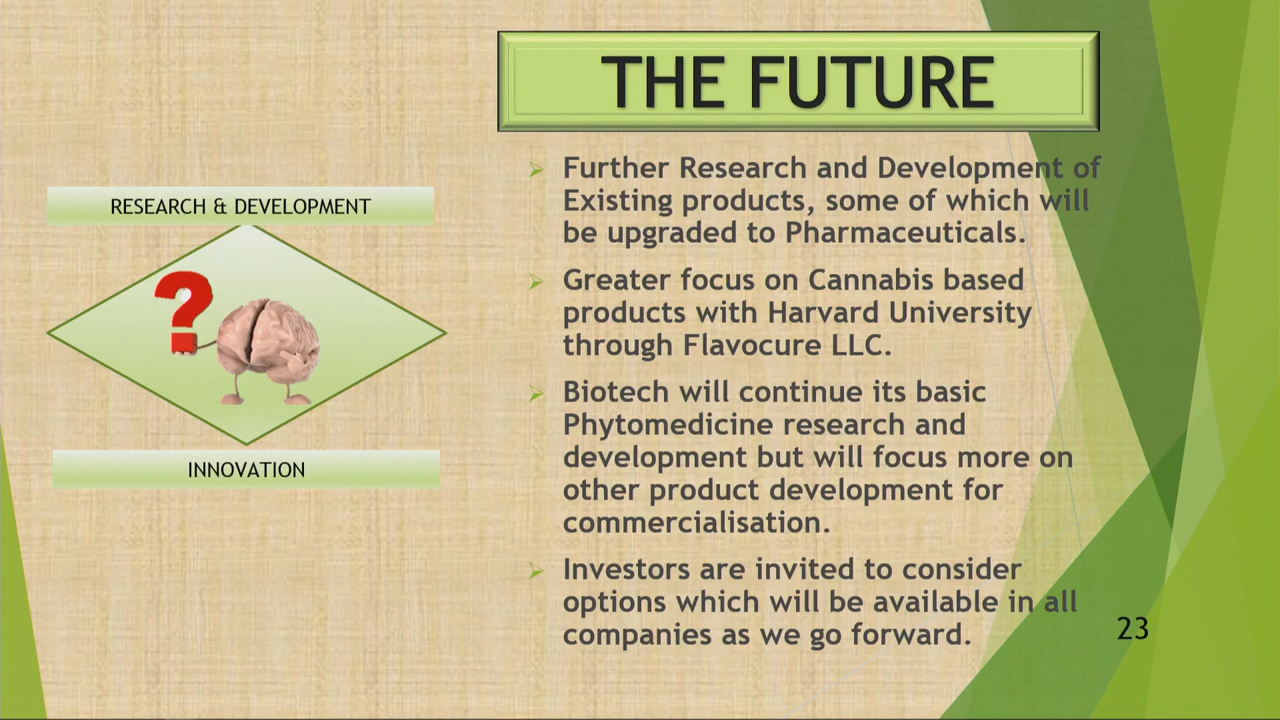 THE FUTURE
RESEARCH & DEVELOPMENT
INNOVATION
Further Research and Development of
Existing products, some of which will
be upgraded to Pharmaceuticals.
Greater focus on Cannabis based
products with Harvard University
through Flavocure LLC.
Biotech will continue its basic
Phytomedicine research and
development but will focus more on
other product development for
commercialisation.
Investors are invited to consider
options which will be available in all
companies as we go forward.
23